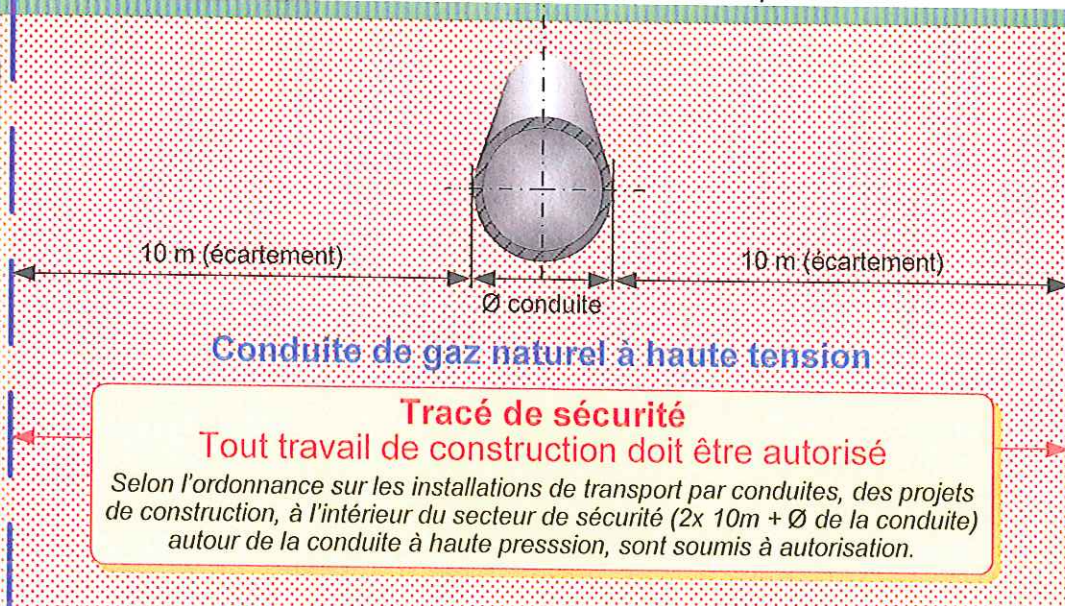 10 m (écartement)
10 m (écartement)
Ø conduite
Conduite de gaz naturel à haute tension
Tracé de sécurité
Tout travail de construction doit être autorisé
Selon l'ordonnance sur les installations de transport par conduites, des projets
de construction, à l'intérieur du secteur de sécurité (2x 10m + Ø de la conduite)
autour de la conduite à haute presssion, sont soumis à autorisation.